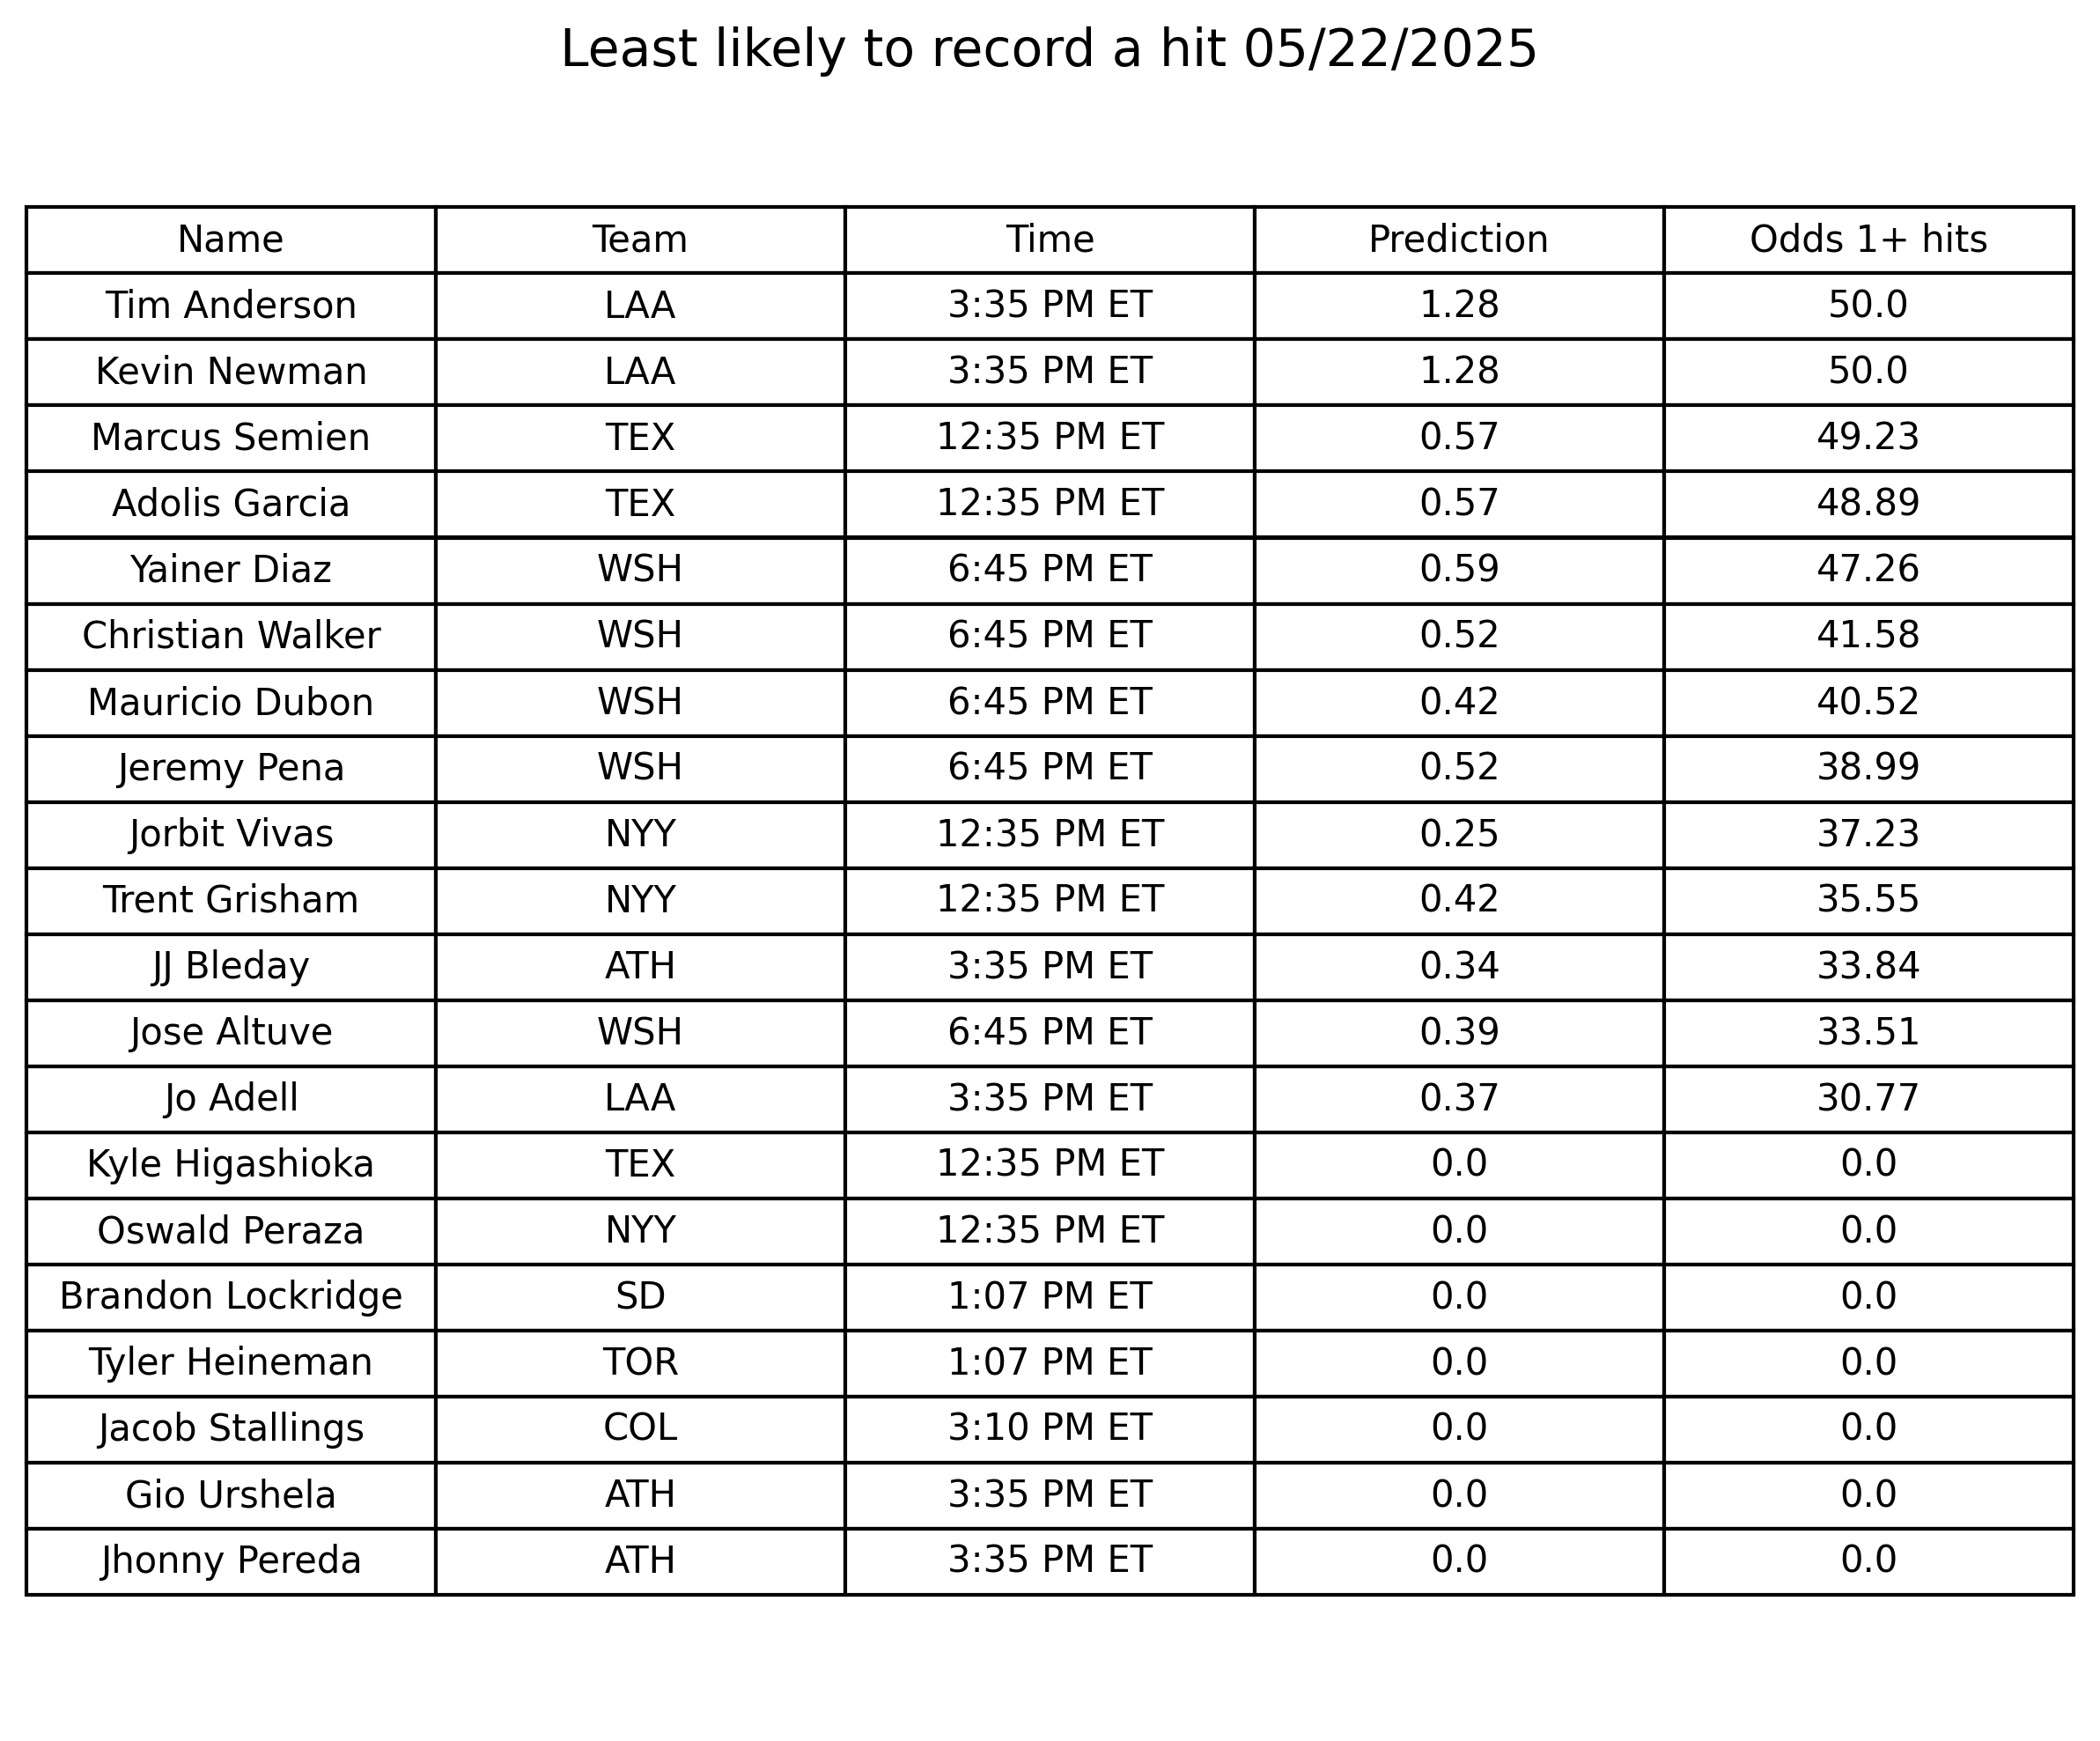 Least likely to record a hit 05/22/2025
Name Team Time Prediction Odds 1+ hits
Tim Anderson LAA 3:35 PM ET 1.28 50.0
Kevin Newman LAA 3:35 PM ET 1.28 50.0
Marcus Semien TEX 12:35 PM ET 0.57 49.23
Adolis Garcia TEX 12:35 PM ET 0.57 48.89
Yainer Diaz WSH 6:45 PM ET 0.59 47.26
Christian Walker WSH 6:45 PM ET 0.52 41.58
Mauricio Dubon WSH 6:45 PM ET 0.42 40.52
Jeremy Pena WSH 6:45 PM ET 0.52 38.99
Jorbit Vivas NYY 12:35 PM ET 0.25 37.23
Trent Grisham NYY 12:35 PM ET 0.42 35.55
JJ Bleday ATH 3:35 PM ET 0.34 33.84
Jose Altuve WSH 6:45 PM ET 0.39 33.51
Jo Adell LAA 3:35 PM ET 0.37 30.77
Kyle Higashioka TEX 12:35 PM ET 0.0 0.0
Oswald Peraza NYY 12:35 PM ET 0.0 0.0
Brandon Lockridge SD 1:07 PM ET 0.0 0.0
Tyler Heineman TOR 1:07 PM ET 0.0 0.0
Jacob Stallings COL 3:10 PM ET 0.0 0.0
Gio Urshela ATH 3:35 PM ET 0.0 0.0
Jhonny Pereda ATH 3:35 PM ET 0.0 0.0